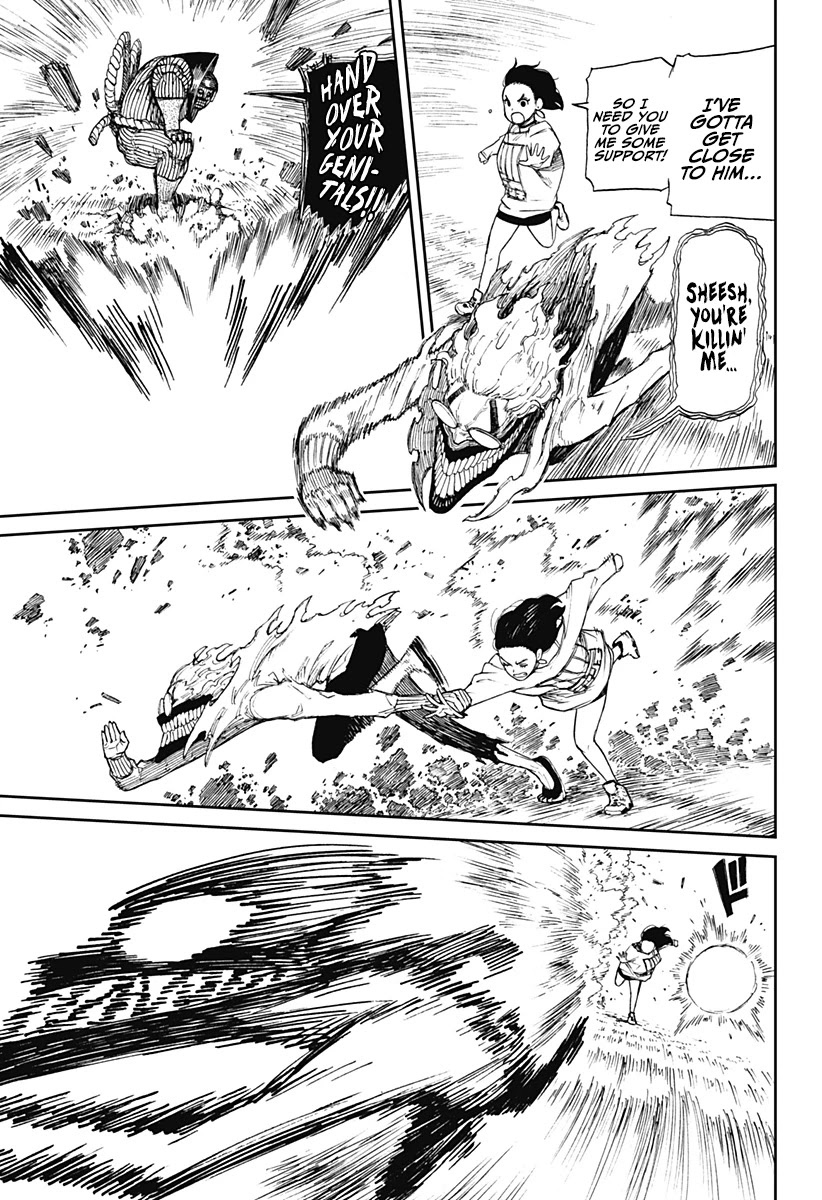 I'VE
GOTTA
GET
CLOSE
TO HIM...
SO I
NEED YOU
TO GIVE
ME SOME
SUPPORT!
SHEESH,
YOU'RE
KILLIN'
ME...
HAND
OVER
YOUR
GENI-
TALS!!
ド!!